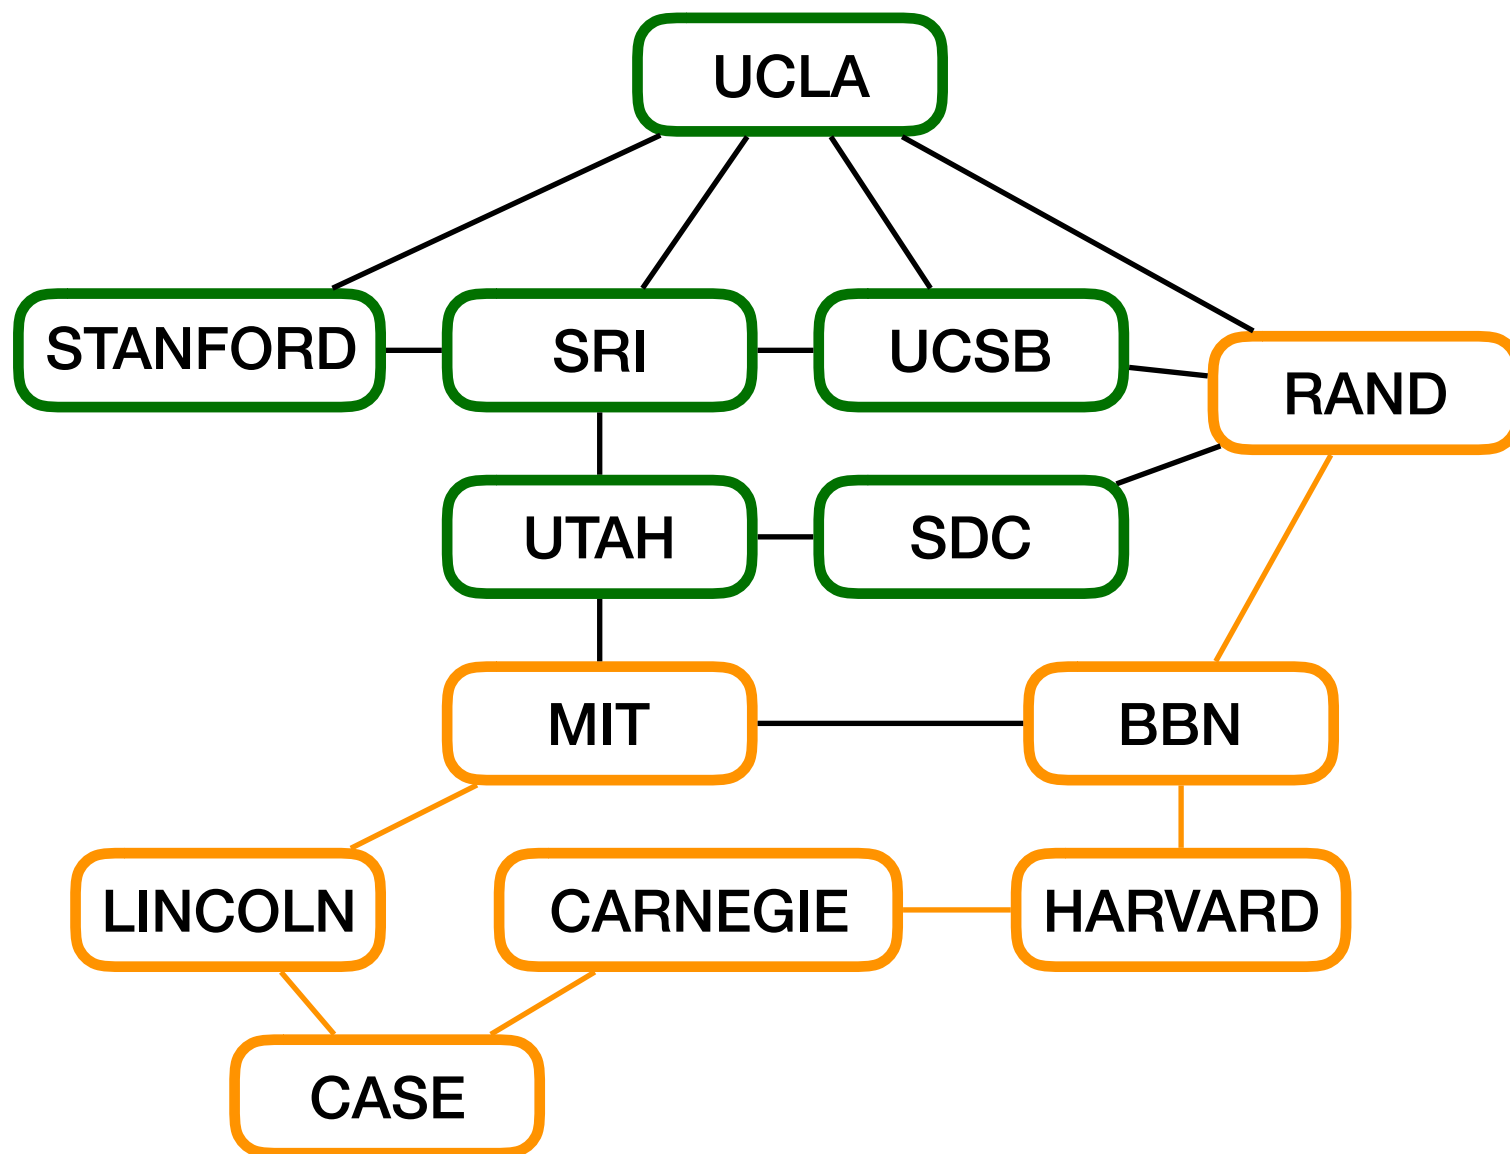 UCLA
STANFORD
SRI
UCSB
RAND
UTAH
SDC
MIT
BBN
LINCOLN
CARNEGIE
HARVARD
CASE